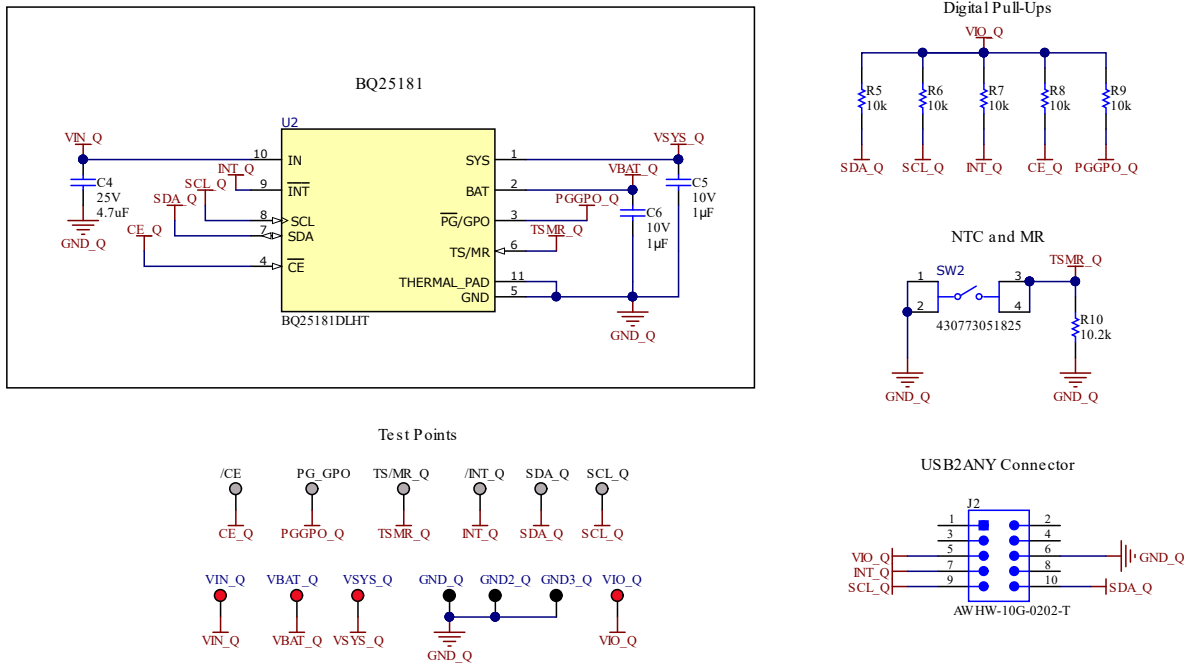 BQ25181
U2
VIN_Q
10 IN
INT_Q
9 INT
SCL_Q
8 SCL
SDA_Q
7 SDA
CE_Q
4 CE
C4
25V
4.7uF
GND_Q
SYS 1
VSYS_Q
BAT 2
VBAT_Q
PG/GPO 3
PGGPO_Q
TS/MR 6
TSMR_Q
THERMAL_PAD 11
GND 5
C5
10V
1µF
C6
10V
1µF
GND_Q
BQ25181DLHT
Digital Pull-Ups
VIO_Q
R5 R6 R7 R8 R9
10k 10k 10k 10k 10k
SDA_Q SCL_Q INT_Q CE_Q PGGPO_Q
NTC and MR
TSMR_Q
SW2
1 3
2 4
430773051825
R10
10.2k
GND_Q GND_Q
Test Points
/CE PG_GPO TS/MR_Q /INT_Q SDA_Q SCL_Q
CE_Q PGGPO_Q TSMR_Q INT_Q SDA_Q SCL_Q
VIN_Q VBAT_Q VSYS_Q GND_Q GND2_Q GND3_Q VIO_Q
VIN_Q VBAT_Q VSYS_Q GND_Q VIO_Q
USB2ANY Connector
J2
1 2
3 4
VIO_Q 5 6 GND_Q
INT_Q 7 8
SCL_Q 9 10 SDA_Q
AWHW-10G-0202-T